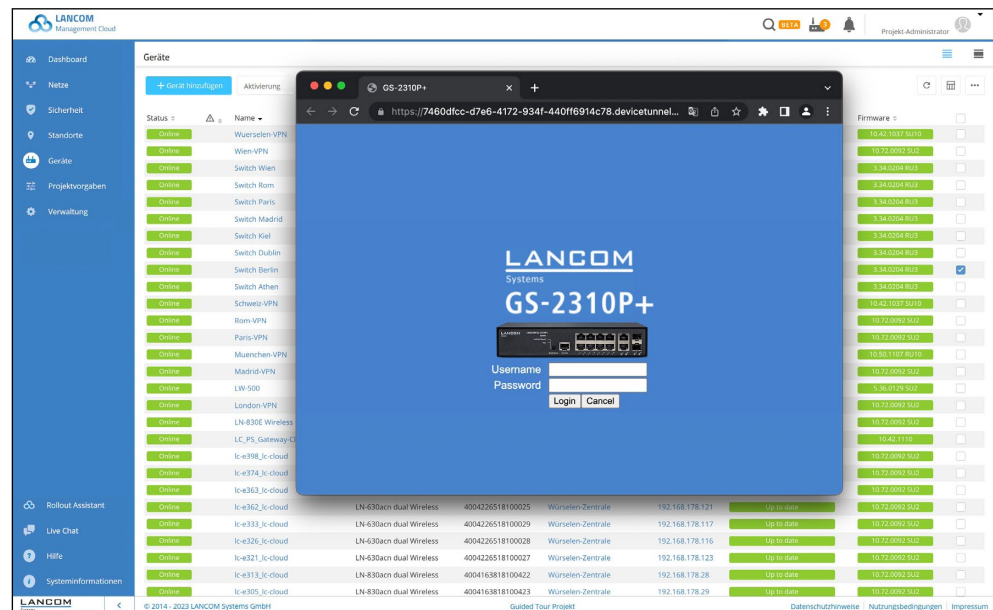 LANCOM
Management Cloud
BETA
3
Projekt-Administrator
Dashboard
Netze
Sicherheit
Standorte
Geräte
Projektvorgaben
Verwaltung
Rollout Assistant
Live Chat
Hilfe
Systeminformationen
LANCOM
Geräte
+ Gerät hinzufügen
Aktivierung
Status
Name
Firmware
Online Wuerselen-VPN 10.42.1037 SU10
Online Wien-VPN 10.72.0092 SU2
Online Switch Wien 3.34.0204 RU3
Online Switch Rom 3.34.0204 RU3
Online Switch Paris 3.34.0204 RU3
Online Switch Madrid 3.34.0204 RU3
Online Switch Kiel 3.34.0204 RU3
Online Switch Dublin 3.34.0204 RU3
Online Switch Berlin 3.34.0204 RU3
Online Switch Athen 3.34.0204 RU3
Online Schweiz-VPN 10.42.1037 SU10
Online Rom-VPN 10.72.0092 SU2
Online Paris-VPN 10.72.0092 SU2
Online Muenchen-VPN 10.50.1107 RU10
Online Madrid-VPN 10.72.0092 SU2
Online LW-500 5.36.0129 SU2
Online London-VPN 10.72.0092 SU2
Online LN-830E Wireless 10.72.0092 SU2
Online LC_PS_Gateway-Cl 10.42.1110
Online lc-e398_lc-cloud 10.72.0092 SU2
Online lc-e374_lc-cloud 10.72.0092 SU2
Online lc-e363_lc-cloud 10.72.0092 SU2
Online lc-e362_lc-cloud LN-630acn dual Wireless 4004226518100025 Würselen-Zentrale 192.168.178.121 Up to date 10.72.0092 SU2
Online lc-e333_lc-cloud LN-630acn dual Wireless 4004226518100029 Würselen-Zentrale 192.168.178.117 Up to date 10.72.0092 SU2
Online lc-e326_lc-cloud LN-630acn dual Wireless 4004226518100028 Würselen-Zentrale 192.168.178.116 Up to date 10.72.0092 SU2
Online lc-e321_lc-cloud LN-630acn dual Wireless 4004226518100027 Würselen-Zentrale 192.168.178.123 Up to date 10.72.0092 SU2
Online lc-e313_lc-cloud LN-830acn dual Wireless 4004163818100422 Würselen-Zentrale 192.168.178.28 Up to date 10.72.0092 SU2
Online lc-e305_lc-cloud LN-830acn dual Wireless 4004163818100423 Würselen-Zentrale 192.168.178.29 Up to date 10.72.0092 SU2
GS-2310P+
https://7460dfcc-d7e6-4172-934f-440ff6914c78.devicetunnel...
LANCOM
Systems
GS-2310P+
LANCOM
Username
Password
Login Cancel
© 2014 - 2023 LANCOM Systems GmbH Guided Tour Projekt Datenschutzhinweise | Nutzungsbedingungen | Impressum